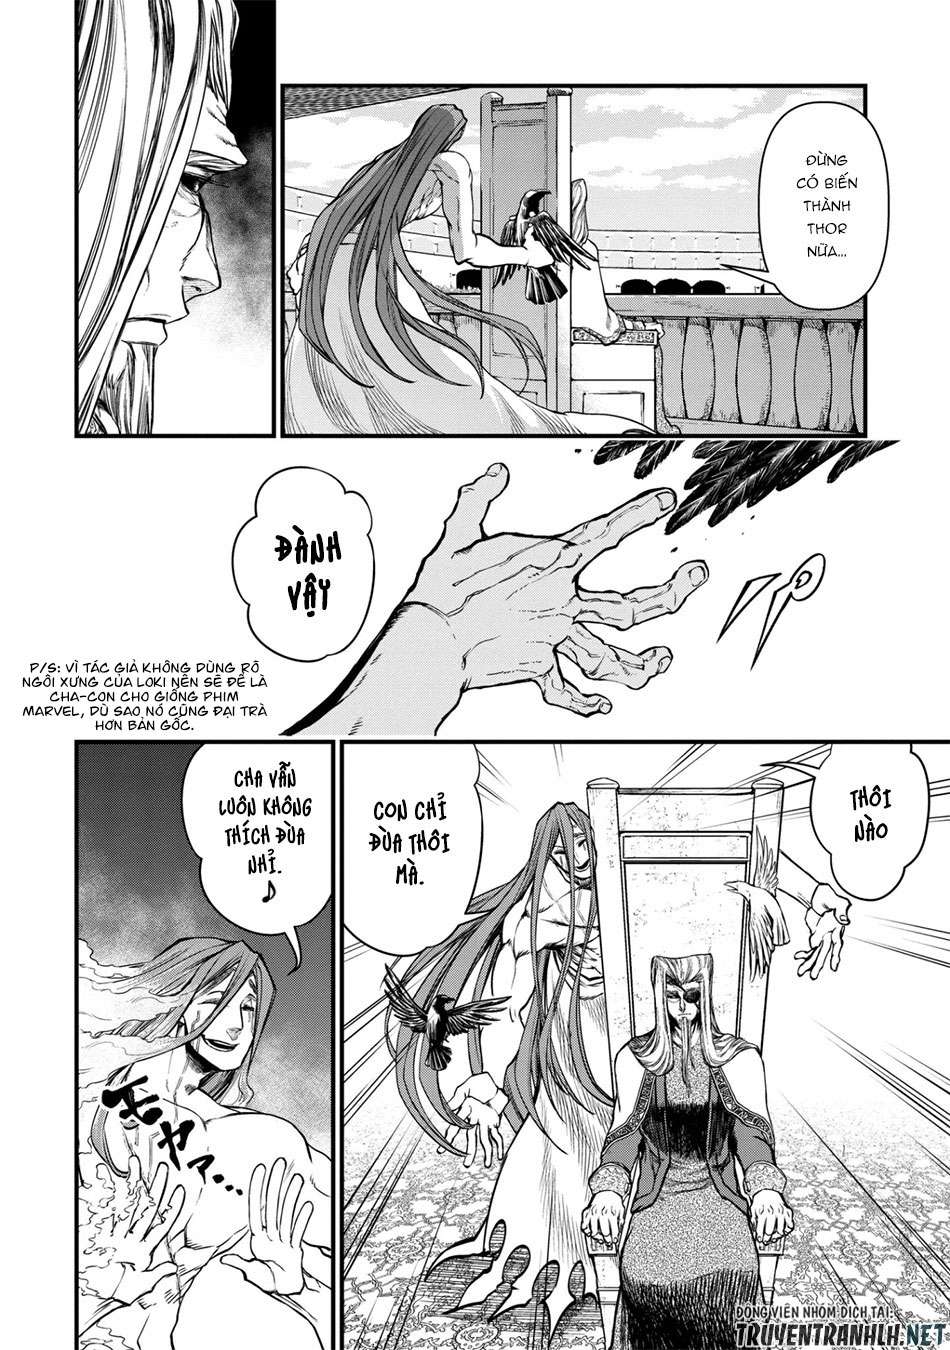 ĐỪNG
CÓ BIẾN
THÀNH
THOR
NỮA...
ĐÀNH
VẬY
P/S: VÌ TÁC GIẢ KHÔNG DÙNG RÕ
NGÔI XƯNG CỦA LOKI NÊN SẼ ĐỂ LÀ
CHA-CON CHO GIỐNG PHIM
MARVEL, DÙ SAO NÓ CŨNG ĐẠI TRÀ
HƠN BẢN GỐC.
THÔI
NÀO
CON CHỈ
ĐÙA THÔI
MÀ.
CHA VẪN
LUÔN KHÔNG
THÍCH ĐÙA
NHỈ.
♪
モヤァ...
ĐỘNG VIÊN NHÓM DỊCH TẠI:
TRUYENTRANHLH.NET